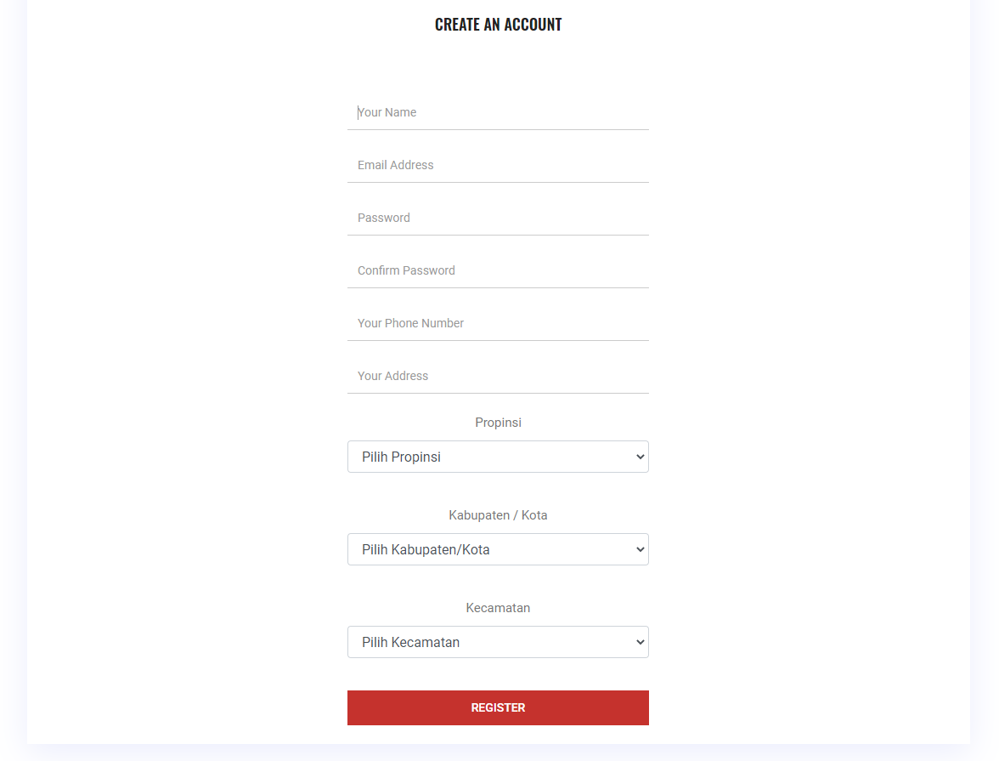 CREATE AN ACCOUNT
Your Name
Email Address
Password
Confirm Password
Your Phone Number
Your Address
Propinsi
Pilih Propinsi
Kabupaten / Kota
Pilih Kabupaten/Kota
Kecamatan
Pilih Kecamatan
REGISTER